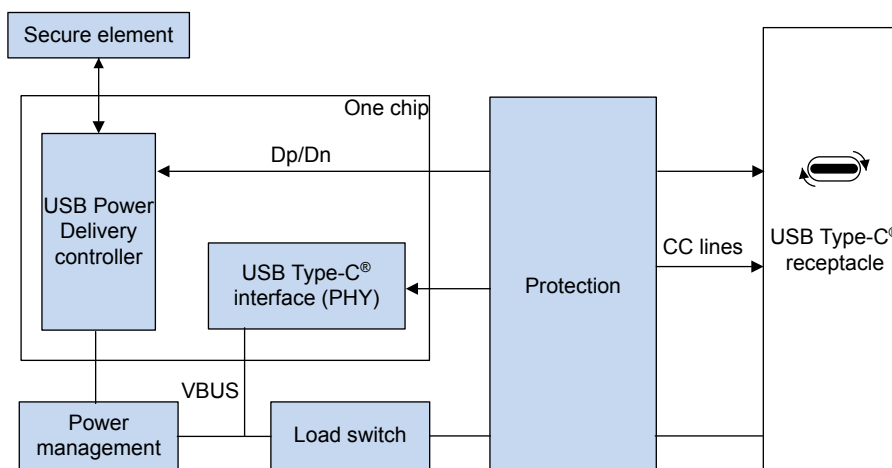 Secure element
One chip
Dp/Dn
USB Power
Delivery
controller
USB Type-C®
interface (PHY)
Protection
CC lines
USB Type-C®
receptacle
VBUS
Power
management
Load switch